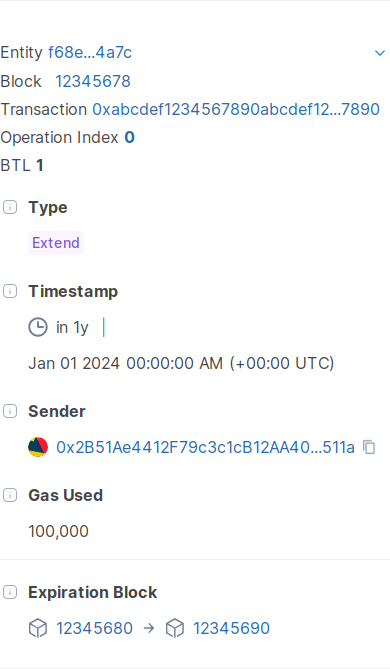 Entity f68e...4a7c
Block 12345678
Transaction 0xabcdef1234567890abcdef12...7890
Operation Index 0
BTL 1
Type
Extend
Timestamp
in 1y |
Jan 01 2024 00:00:00 AM (+00:00 UTC)
Sender
0x2B51Ae4412F79c3c1cB12AA40...511a
Gas Used
100,000
Expiration Block
12345680 → 12345690